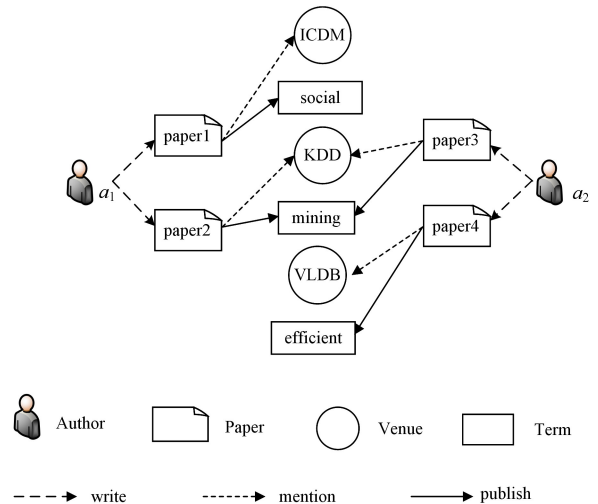 ICDM
social
paper1
paper3
KDD
a1
a2
mining
paper2
paper4
VLDB
efficient
Author
Paper
Venue
Term
write
mention
publish